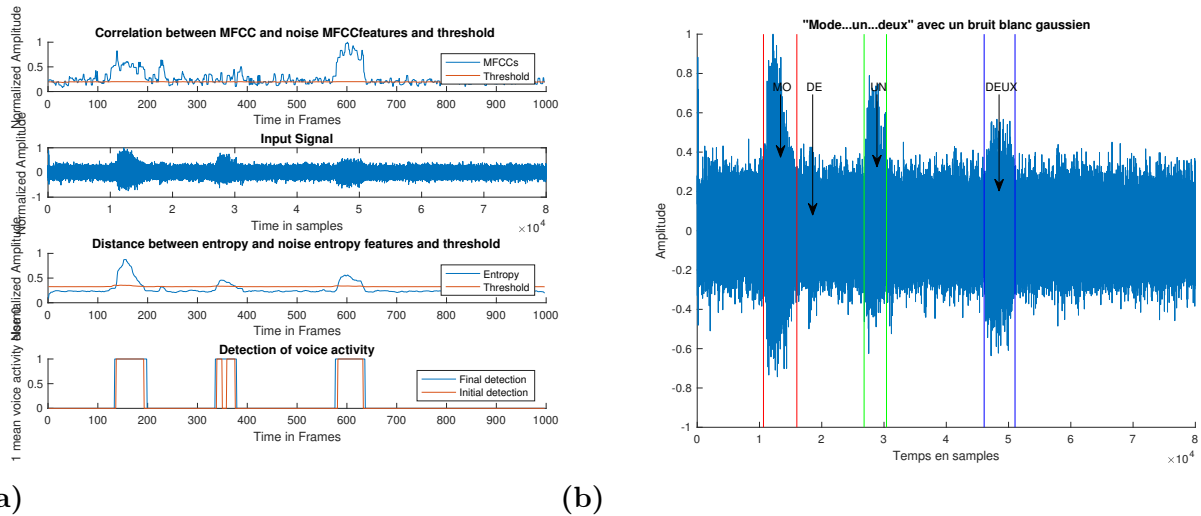 Correlation between MFCC and noise MFCCfeatures and threshold
Normalized Amplitude
1
0.5
0
MFCCs
Threshold
0 100 200 300 400 500 600 700 800 900 1000
Time in Frames
Input Signal
Normalized Amplitude
1
0
-1
0 1 2 3 4 5 6 7 8
Time in samples
×10⁴
Distance between entropy and noise entropy features and threshold
Normalized Amplitude
1
0.5
0
Entropy
Threshold
0 100 200 300 400 500 600 700 800 900 1000
Time in Frames
Detection of voice activity
1 mean voice activity
1
0.5
0
Final detection
Initial detection
0 100 200 300 400 500 600 700 800 900 1000
Time in Frames
a)
"Mode...un...deux" avec un bruit blanc gaussien
Amplitude
1
0.8
0.6
0.4
0.2
0
-0.2
-0.4
-0.6
-0.8
-1
MO DE UN DEUX
0 1 2 3 4 5 6 7 8
Temps en samples
×10⁴
(b)